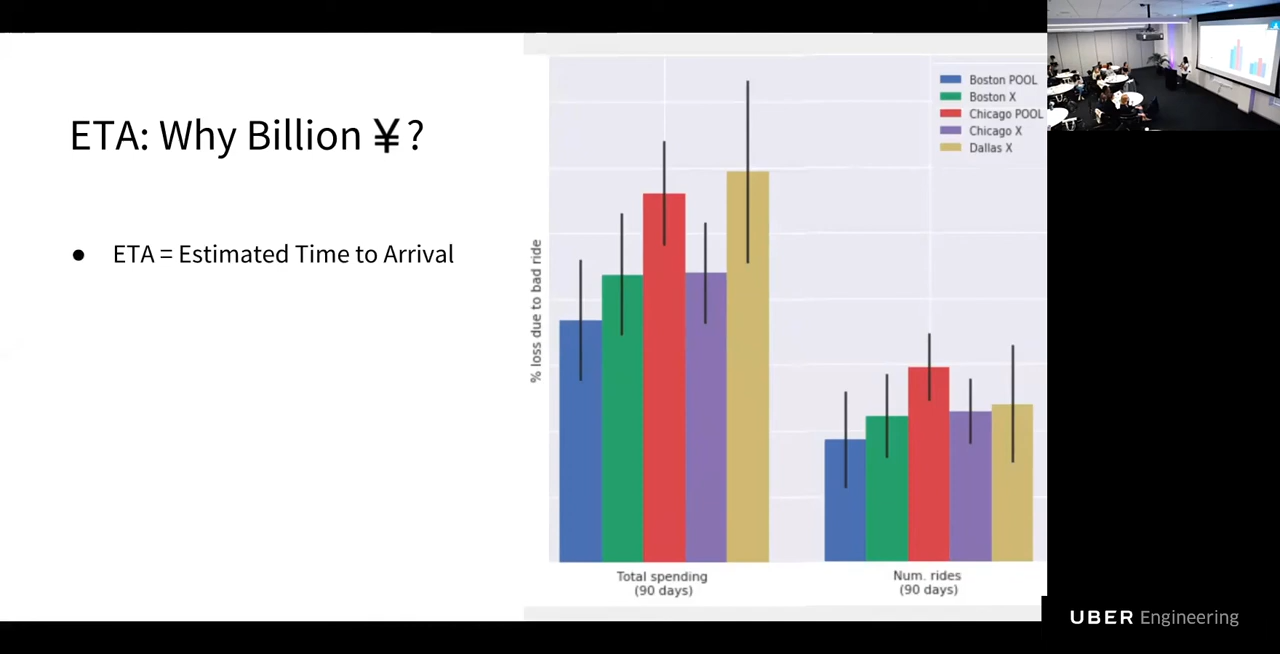 ETA: Why Billion ¥?
● ETA = Estimated Time to Arrival
% loss due to bad ride
Boston POOL
Boston X
Chicago POOL
Chicago X
Dallas X
Total spending
(90 days)
Num. rides
(90 days)
UBER Engineering